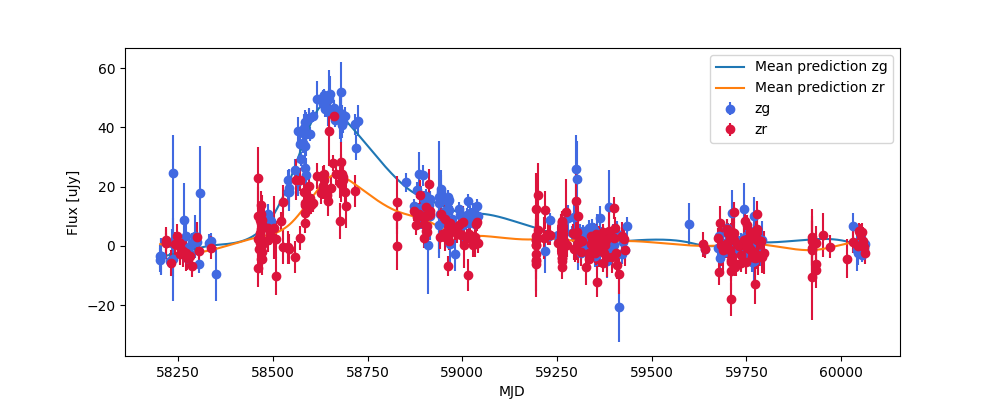 Mean prediction zg
Mean prediction zr
zg
zr
60
40
20
0
−20
Flux [uJy]
58250 58500 58750 59000 59250 59500 59750 60000
MJD